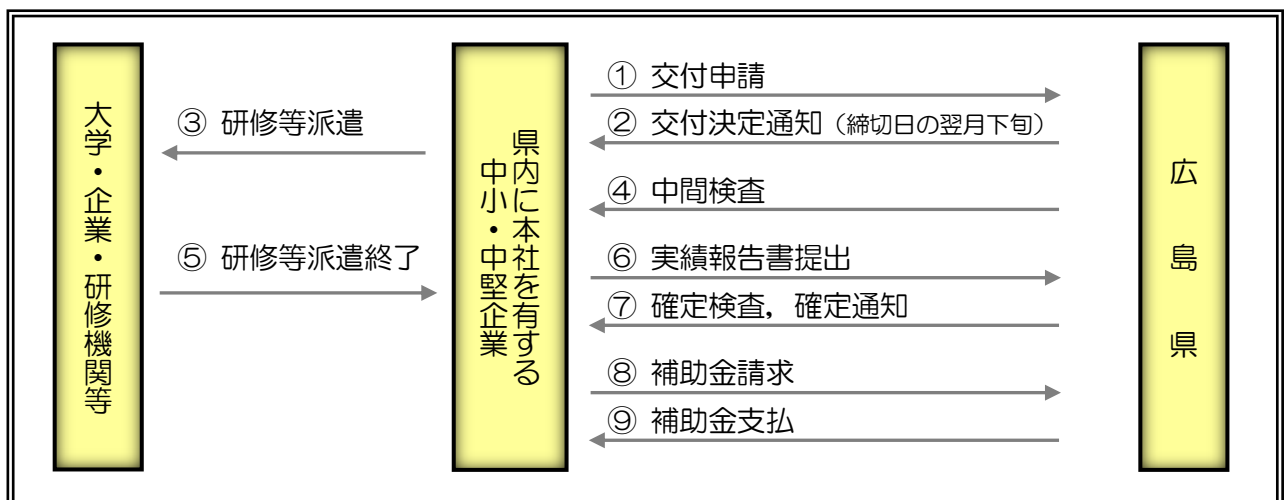 大学・企業・研修機関等
③ 研修等派遣
⑤ 研修等派遣終了
県内に本社を有する
中小・中堅企業
① 交付申請
② 交付決定通知（締切日の翌月下旬）
④ 中間検査
⑥ 実績報告書提出
⑦ 確定検査，確定通知
⑧ 補助金請求
⑨ 補助金支払
広島県